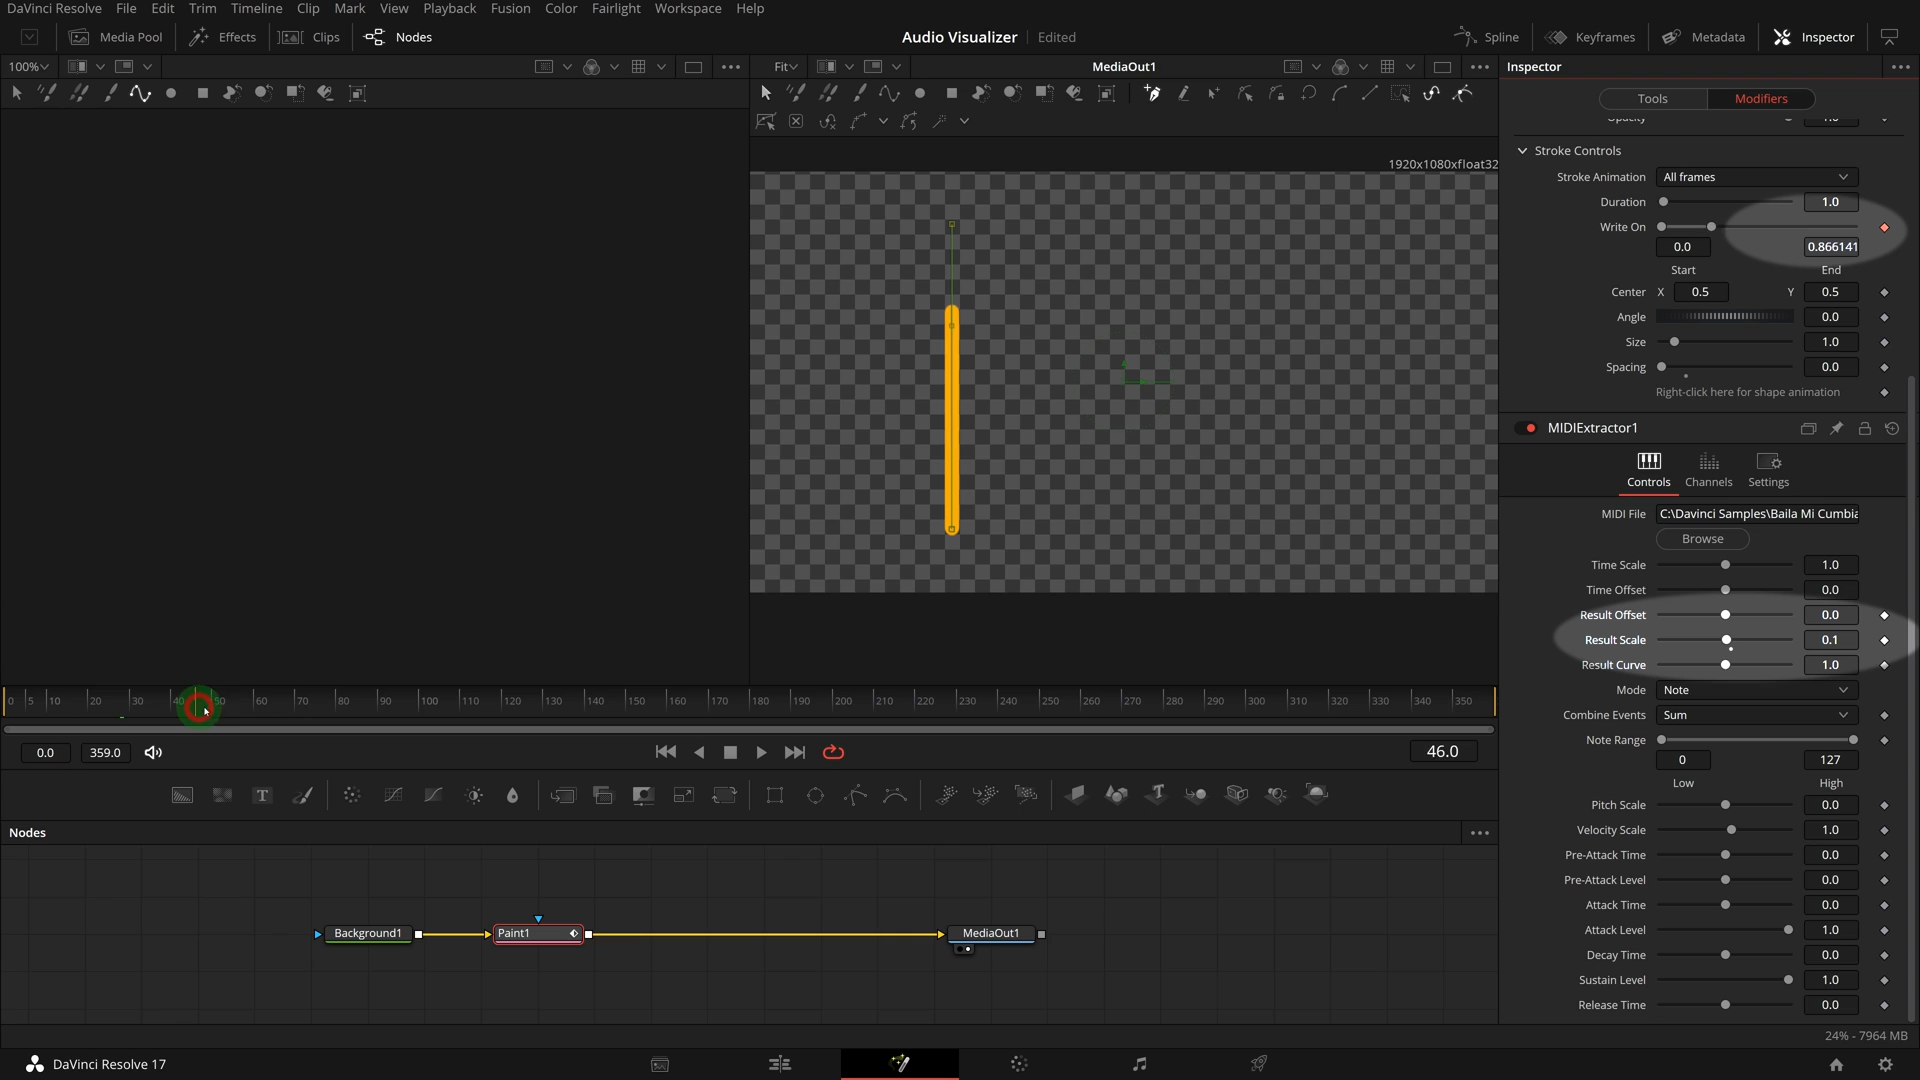 DaVinci Resolve File Edit Trim Timeline Clip Mark View Playback Fusion Color Fairlight Workspace Help
Media Pool Effects Clips Nodes Audio Visualizer Edited Spline Keyframes Metadata Inspector
100% Fit MediaOut1 Inspector
Tools Modifiers
Opacity
Stroke Controls
1920x1080xfloat32
Stroke Animation All frames
Duration 1.0
Write On
0.0 0.866141
Start End
Center X 0.5 Y 0.5
Angle 0.0
Size 1.0
Spacing 0.0
Right-click here for shape animation
MIDIExtractor1
Controls Channels Settings
MIDI File C:\Davinci Samples\Baila Mi Cumbia
Browse
Time Scale 1.0
Time Offset 0.0
Result Offset 0.0
Result Scale 0.1
Result Curve 1.0
Mode Note
Combine Events Sum
Note Range
0 127
Low High
Pitch Scale 0.0
Velocity Scale 1.0
Pre-Attack Time 0.0
Pre-Attack Level 0.0
Attack Time 0.0
Attack Level 1.0
Decay Time 0.0
Sustain Level 1.0
Release Time 0.0
0 5 10 20 30 40 50 60 70 80 90 100 110 120 130 140 150 160 170 180 190 200 210 220 230 240 250 260 270 280 290 300 310 320 330 340 350
0.0 359.0 46.0
Nodes
Background1 Paint1 MediaOut1
24% - 7964 MB
DaVinci Resolve 17